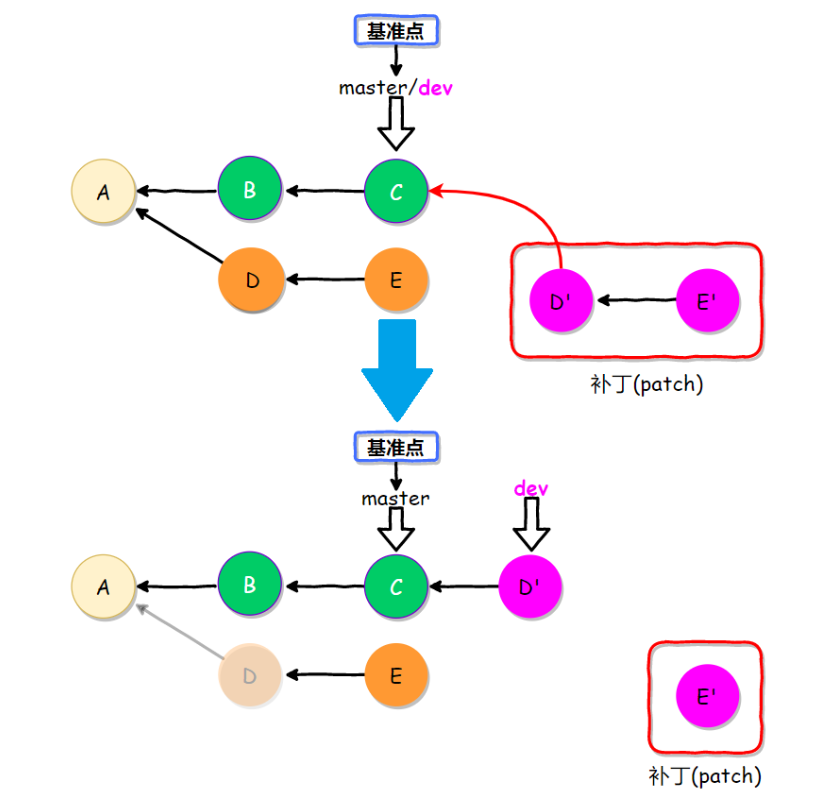 基准点
master/dev
A
B
C
D
E
D'
E'
补丁(patch)
基准点
master
dev
A
B
C
D'
D
E
E'
补丁(patch)